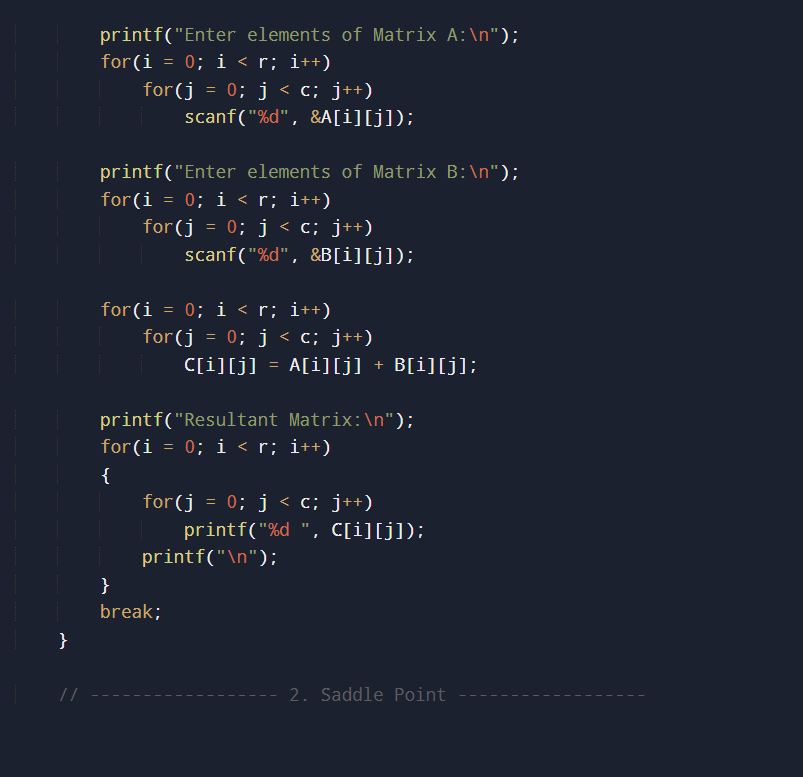 printf("Enter elements of Matrix A:\n");
for(i = 0; i < r; i++)
for(j = 0; j < c; j++)
scanf("%d", &A[i][j]);
printf("Enter elements of Matrix B:\n");
for(i = 0; i < r; i++)
for(j = 0; j < c; j++)
scanf("%d", &B[i][j]);
for(i = 0; i < r; i++)
for(j = 0; j < c; j++)
C[i][j] = A[i][j] + B[i][j];
printf("Resultant Matrix:\n");
for(i = 0; i < r; i++)
{
for(j = 0; j < c; j++)
printf("%d ", C[i][j]);
printf("\n");
}
break;
}
// ------------------ 2. Saddle Point ------------------